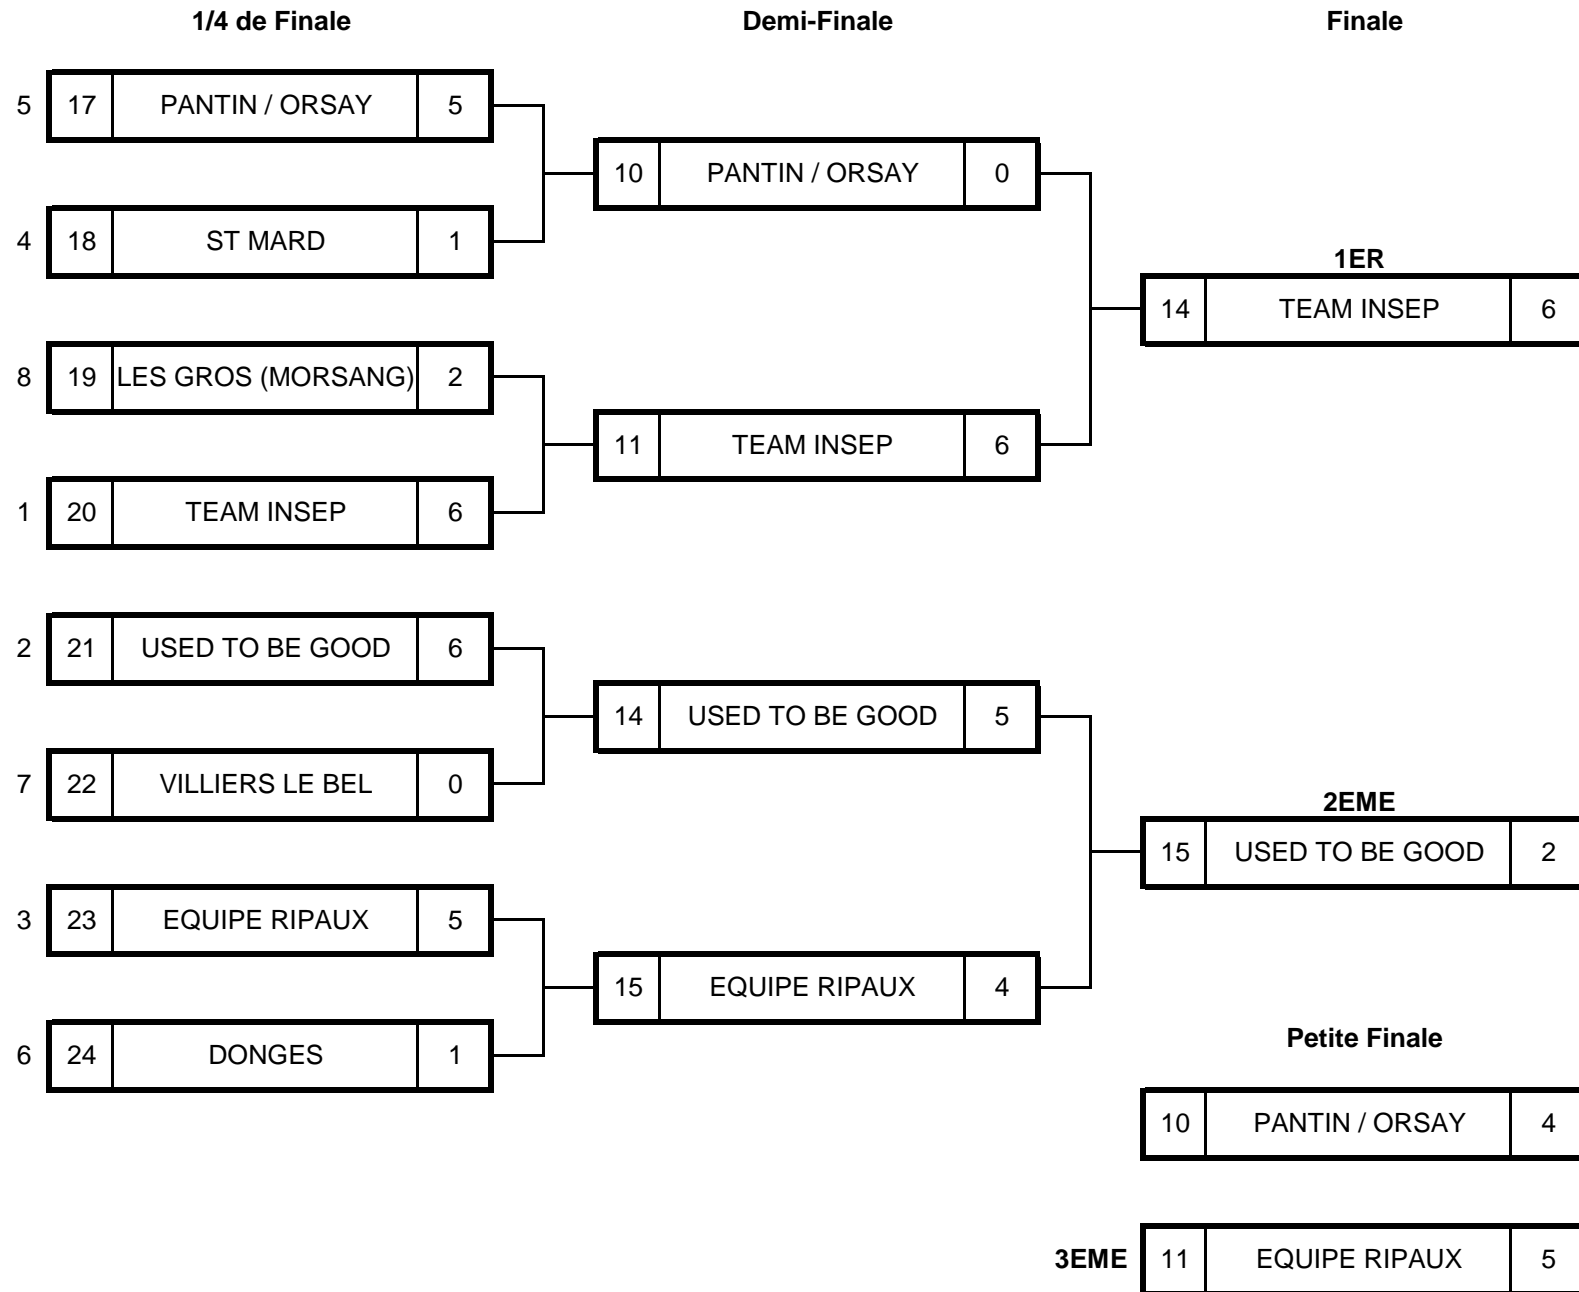 1/4 de Finale Demi-Finale Finale
5 17 PANTIN / ORSAY 5
10 PANTIN / ORSAY 0
4 18 ST MARD 1
1ER
14 TEAM INSEP 6
8 19 LES GROS (MORSANG) 2
11 TEAM INSEP 6
1 20 TEAM INSEP 6
2 21 USED TO BE GOOD 6
14 USED TO BE GOOD 5
7 22 VILLIERS LE BEL 0
2EME
15 USED TO BE GOOD 2
3 23 EQUIPE RIPAUX 5
15 EQUIPE RIPAUX 4
Petite Finale
6 24 DONGES 1
10 PANTIN / ORSAY 4
3EME 11 EQUIPE RIPAUX 5